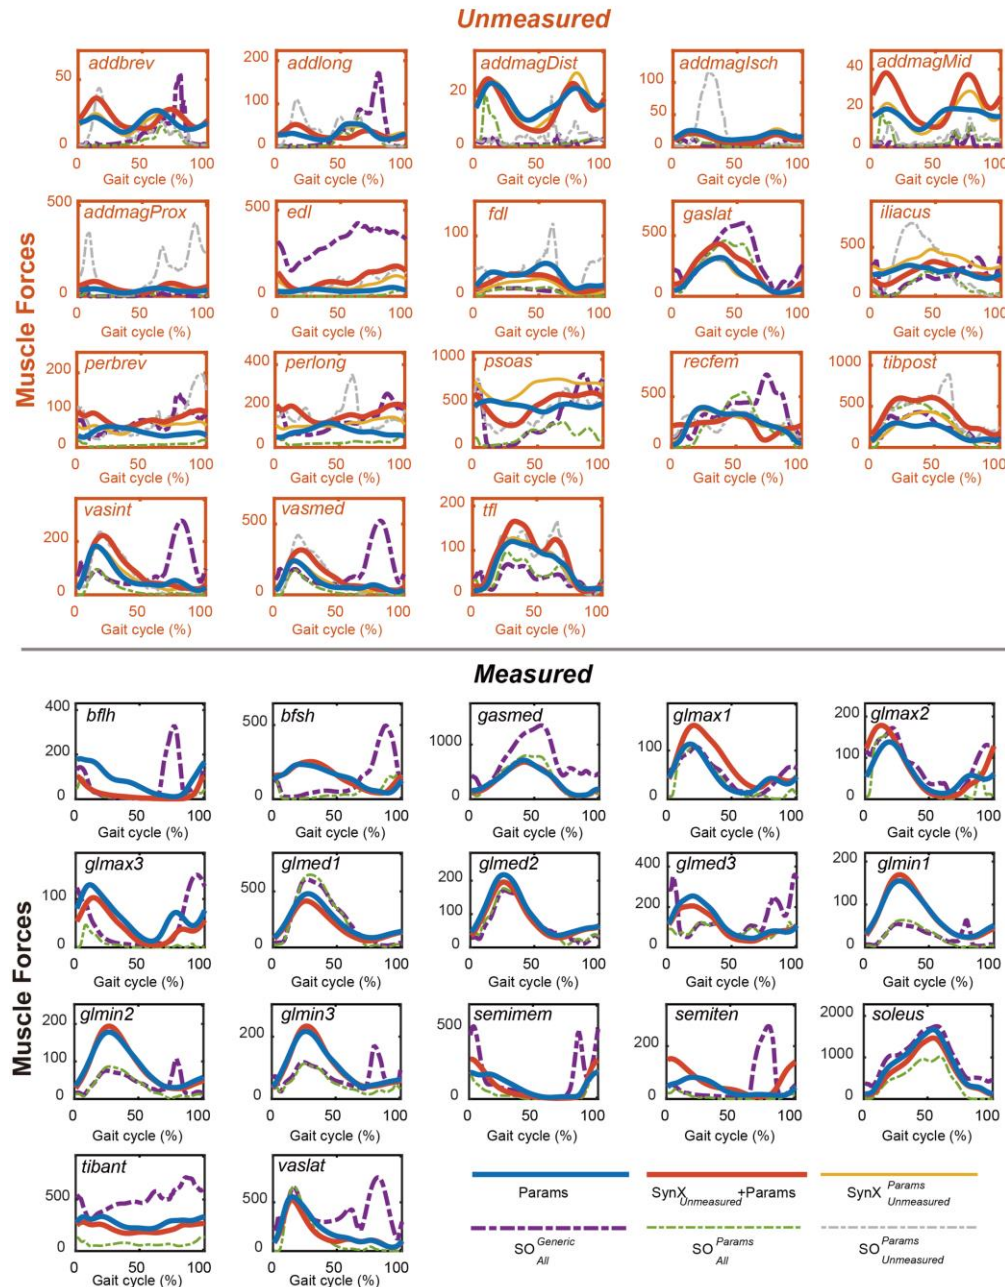 Unmeasured
addbrev addlong addmagDist addmagIsch addmagMid
50 0 200 100 0 20 0 100 50 0 40 20 0
0 50 100 0 50 100 0 50 100 0 50 100 0 50 100
Gait cycle (%) Gait cycle (%) Gait cycle (%) Gait cycle (%) Gait cycle (%)
Muscle Forces
addmagProx edl fdl gaslat iliacus
500 0 500 0 100 0 500 0 500 0
0 50 100 0 50 100 0 50 100 0 50 100 0 50 100
Gait cycle (%) Gait cycle (%) Gait cycle (%) Gait cycle (%) Gait cycle (%)
perbrev perlong psoas recfem tibpost
200 100 0 400 200 0 1000 500 0 500 0 1000 500 0
0 50 100 0 50 100 0 50 100 0 50 100 0 50 100
Gait cycle (%) Gait cycle (%) Gait cycle (%) Gait cycle (%) Gait cycle (%)
vasint vasmed tfl
200 0 500 0 200 100 0
0 50 100 0 50 100 0 50 100
Gait cycle (%) Gait cycle (%) Gait cycle (%)
Measured
bflh bfsh gasmed glmax1 glmax2
400 200 0 500 0 1000 0 100 0 200 100 0
0 50 100 0 50 100 0 50 100 0 50 100 0 50 100
Gait cycle (%) Gait cycle (%) Gait cycle (%) Gait cycle (%) Gait cycle (%)
Muscle Forces
glmax3 glmed1 glmed2 glmed3 glmin1
100 0 500 0 200 100 0 400 200 0 200 100 0
0 50 100 0 50 100 0 50 100 0 50 100 0 50 100
Gait cycle (%) Gait cycle (%) Gait cycle (%) Gait cycle (%) Gait cycle (%)
glmin2 glmin3 semimem semiten soleus
200 100 0 200 0 500 0 200 0 2000 1000 0
0 50 100 0 50 100 0 50 100 0 50 100 0 50 100
Gait cycle (%) Gait cycle (%) Gait cycle (%) Gait cycle (%) Gait cycle (%)
tibant vaslat
500 0 500 0
0 50 100 0 50 100
Gait cycle (%) Gait cycle (%)
Params SynX Unmeasured +Params SynX Params Unmeasured
SO Generic All SO Params All SO Params Unmeasured